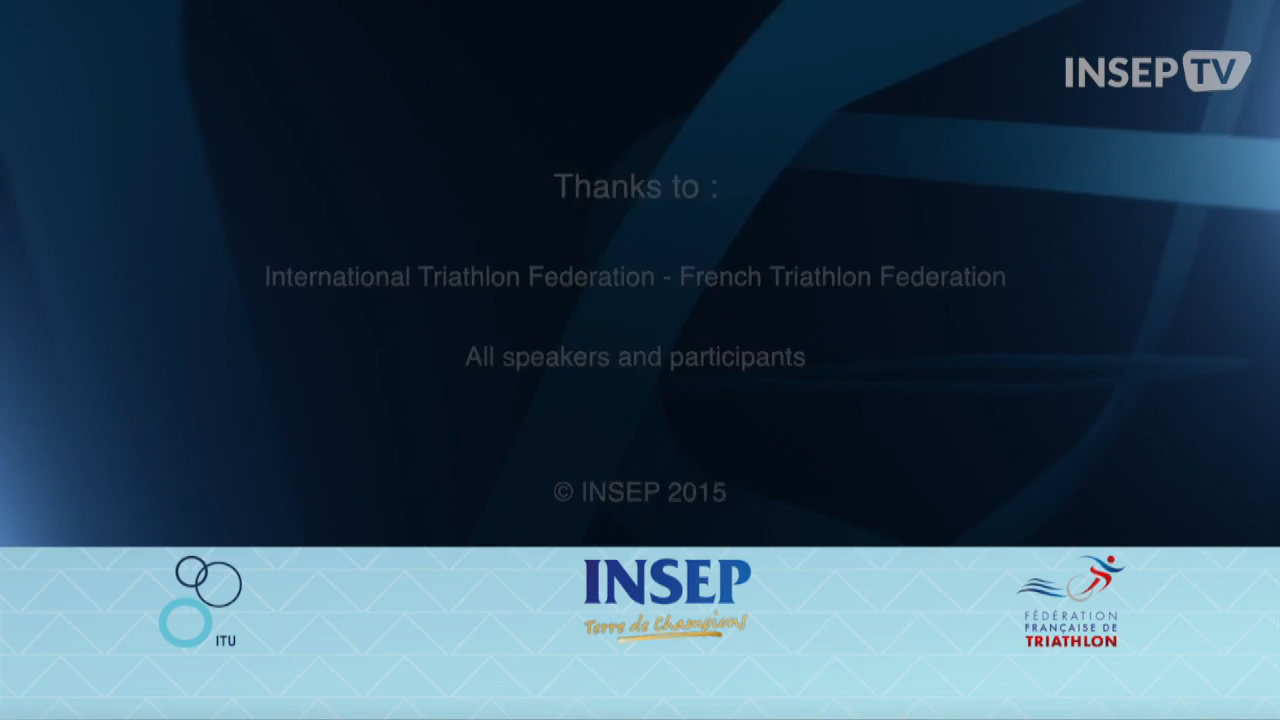 INSEP TV
Thanks to :
International Triathlon Federation - French Triathlon Federation
All speakers and participants
© INSEP 2015
ITU
INSEP
Terre de Champions
FÉDÉRATION
FRANÇAISE DE
TRIATHLON